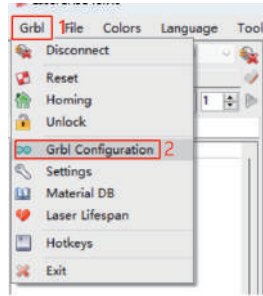 Grbl 1 File Colors Language Tool
Disconnect
Reset
Homing
1
Unlock
Grbl Configuration 2
Settings
Material DB
Laser Lifespan
Hotkeys
Exit